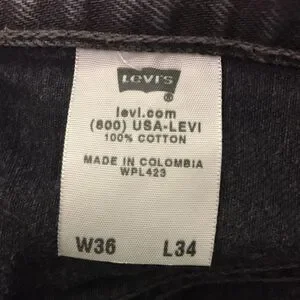 Levi's
®
levi.com
(800) USA-LEVI
100% COTTON
MADE IN COLOMBIA
WPL423
W36 L34